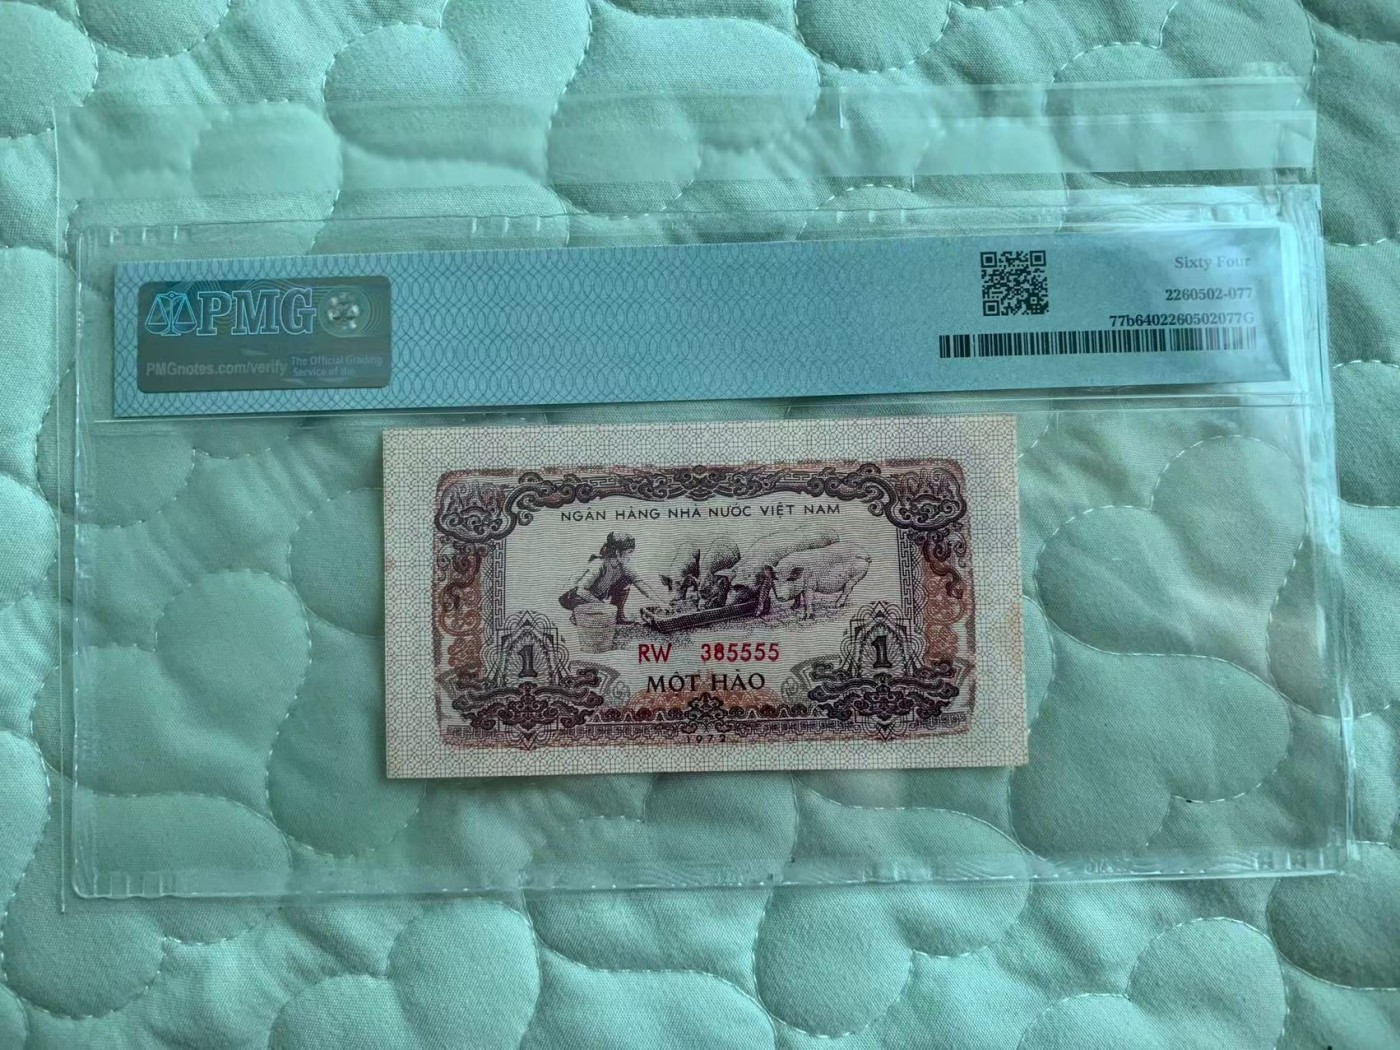 PMG
PMGnotes.com/verify
The Official Grading
Service of the
Sixty Four
2260502-077
77b6402260502077G
NGÂN HÀNG NHÀ NƯỚC VIỆT NAM
1
1
RW 385555
MỘT HÀO
1972